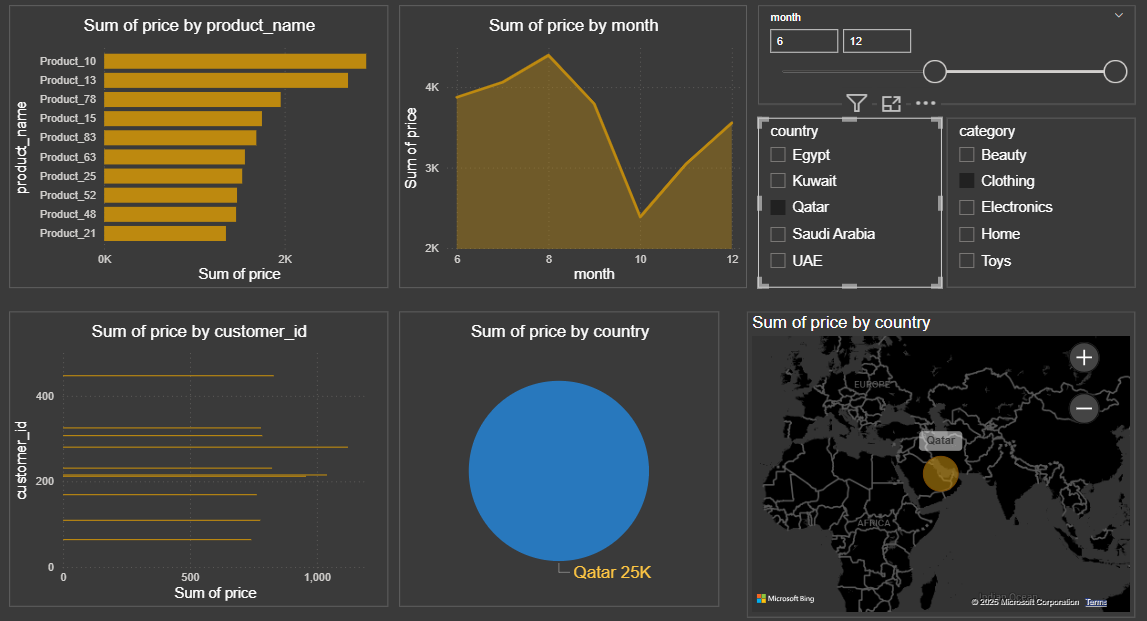 Sum of price by product_name
product_name
Product_10
Product_13
Product_78
Product_15
Product_83
Product_63
Product_25
Product_52
Product_48
Product_21
0K 2K
Sum of price
Sum of price by month
Sum of price
4K
3K
2K
6 8 10 12
month
month
6 12
country
Egypt
Kuwait
Qatar
Saudi Arabia
UAE
category
Beauty
Clothing
Electronics
Home
Toys
Sum of price by customer_id
customer_id
400
200
0
0 500 1,000
Sum of price
Sum of price by country
Qatar 25K
Sum of price by country
EUROPE
Qatar
AFRICA
Indian Ocean
Microsoft Bing
© 2025 Microsoft Corporation Terms